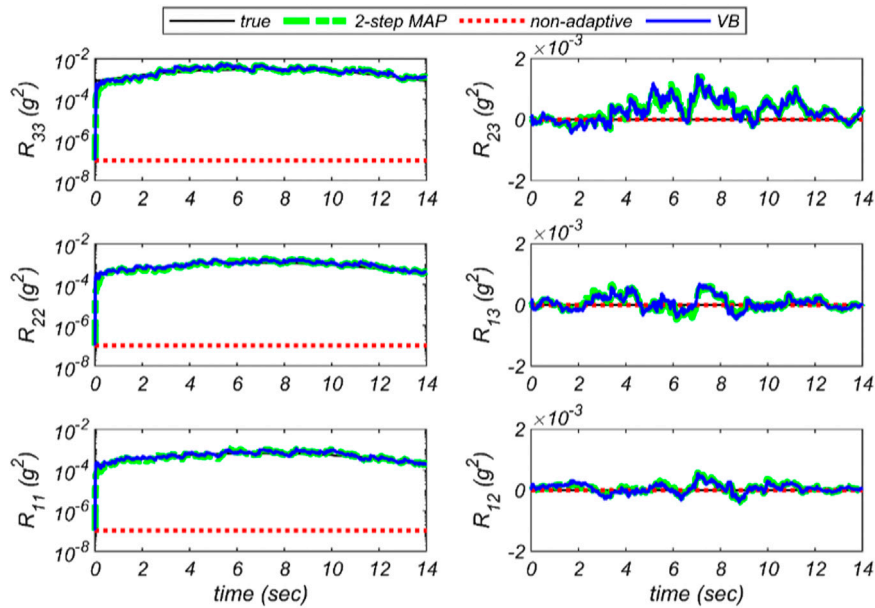 true 2-step MAP non-adaptive VB
R33 (g²)
10⁻²
10⁻⁴
10⁻⁶
10⁻⁸
0 2 4 6 8 10 12 14
R23 (g²)
×10⁻³
2
0
-2
0 2 4 6 8 10 12 14
R22 (g²)
10⁻²
10⁻⁴
10⁻⁶
10⁻⁸
0 2 4 6 8 10 12 14
R13 (g²)
×10⁻³
2
0
-2
0 2 4 6 8 10 12 14
R11 (g²)
10⁻²
10⁻⁴
10⁻⁶
10⁻⁸
0 2 4 6 8 10 12 14
time (sec)
R12 (g²)
×10⁻³
2
0
-2
0 2 4 6 8 10 12 14
time (sec)